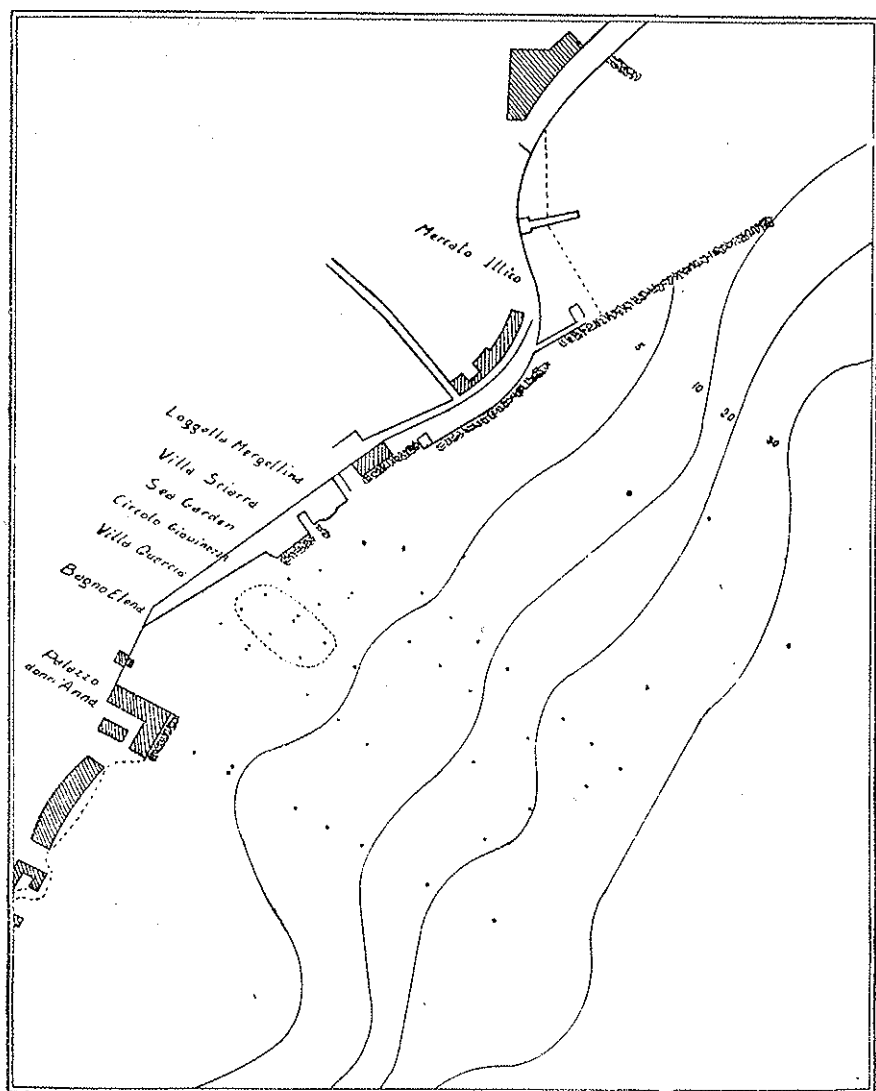 Mercato Ittico
5
10
20
30
Loggetta Mergellina
Villa Sciarra
Sea Garden
Circolo Giovinezza
Villa Quercia
Bagno Elena
Palazzo
donn'Anna